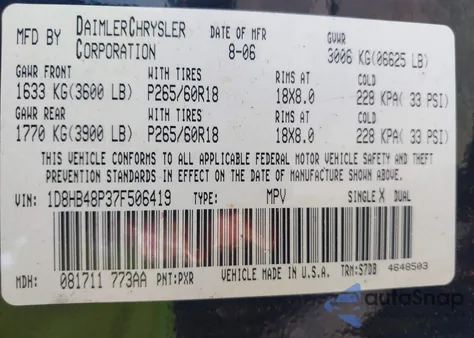 MFD BY DAIMLERCHRYSLER CORPORATION DATE OF MFR 8-06 GVWR 3006 KG(06625 LB)
GAWR FRONT WITH TIRES RIMS AT COLD
1633 KG(3600 LB) P265/60R18 18X8.0 228 KPA( 33 PSI)
GAWR REAR WITH TIRES RIMS AT COLD
1770 KG(3900 LB) P265/60R18 18X8.0 228 KPA( 33 PSI)
THIS VEHICLE CONFORMS TO ALL APPLICABLE FEDERAL MOTOR VEHICLE SAFETY AND THEFT
PREVENTION STANDARDS IN EFFECT ON THE DATE OF MANUFACTURE SHOWN ABOVE.
VIN: 1D8HB48P37F506419 TYPE: MPV SINGLE X DUAL
MDH: 081711 773AA PNT:PXR VEHICLE MADE IN U.S.A. TRM:S7DB 4648503
autoSnap